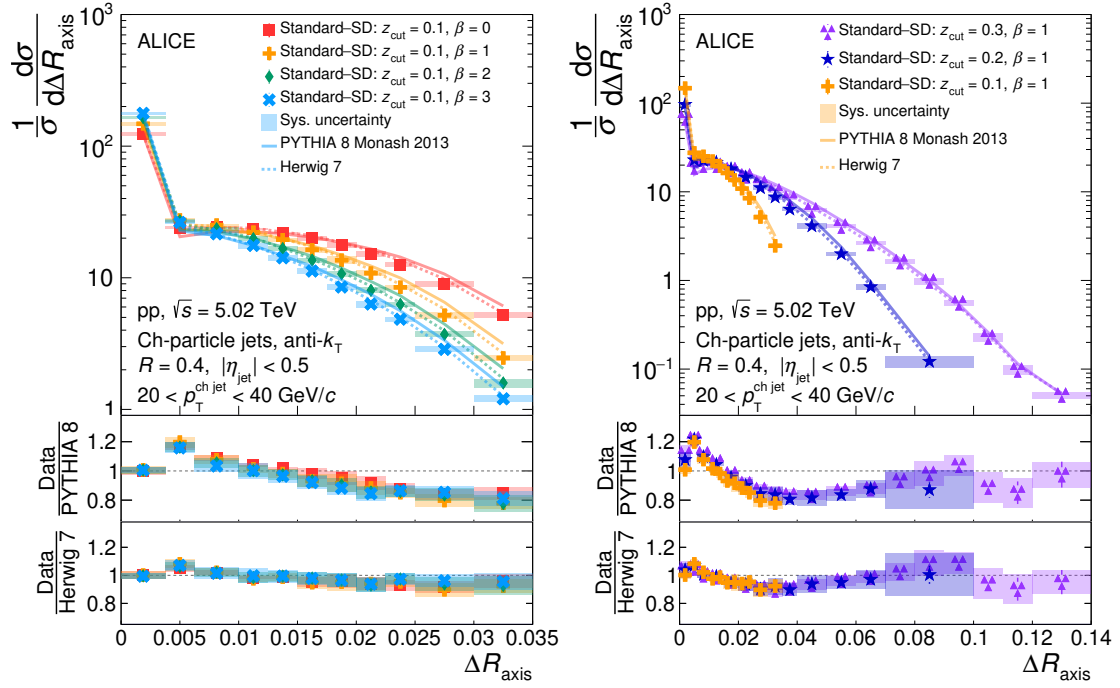 1/σ dσ/dΔR_axis
ALICE
Standard–SD: z_cut = 0.1, β = 0
Standard–SD: z_cut = 0.1, β = 1
Standard–SD: z_cut = 0.1, β = 2
Standard–SD: z_cut = 0.1, β = 3
Sys. uncertainty
PYTHIA 8 Monash 2013
Herwig 7
10³
10²
10
1
pp, √s = 5.02 TeV
Ch-particle jets, anti-k_T
R = 0.4, |η_jet| < 0.5
20 < p_T^ch jet < 40 GeV/c
Data
PYTHIA 8
1.2
1
0.8
Data
Herwig 7
1.2
1
0.8
0 0.005 0.01 0.015 0.02 0.025 0.03 0.035
ΔR_axis
1/σ dσ/dΔR_axis
ALICE
Standard–SD: z_cut = 0.3, β = 1
Standard–SD: z_cut = 0.2, β = 1
Standard–SD: z_cut = 0.1, β = 1
Sys. uncertainty
PYTHIA 8 Monash 2013
Herwig 7
10³
10²
10
1
10⁻¹
pp, √s = 5.02 TeV
Ch-particle jets, anti-k_T
R = 0.4, |η_jet| < 0.5
20 < p_T^ch jet < 40 GeV/c
Data
PYTHIA 8
1.2
1
0.8
Data
Herwig 7
1.2
1
0.8
0 0.02 0.04 0.06 0.08 0.1 0.12 0.14
ΔR_axis